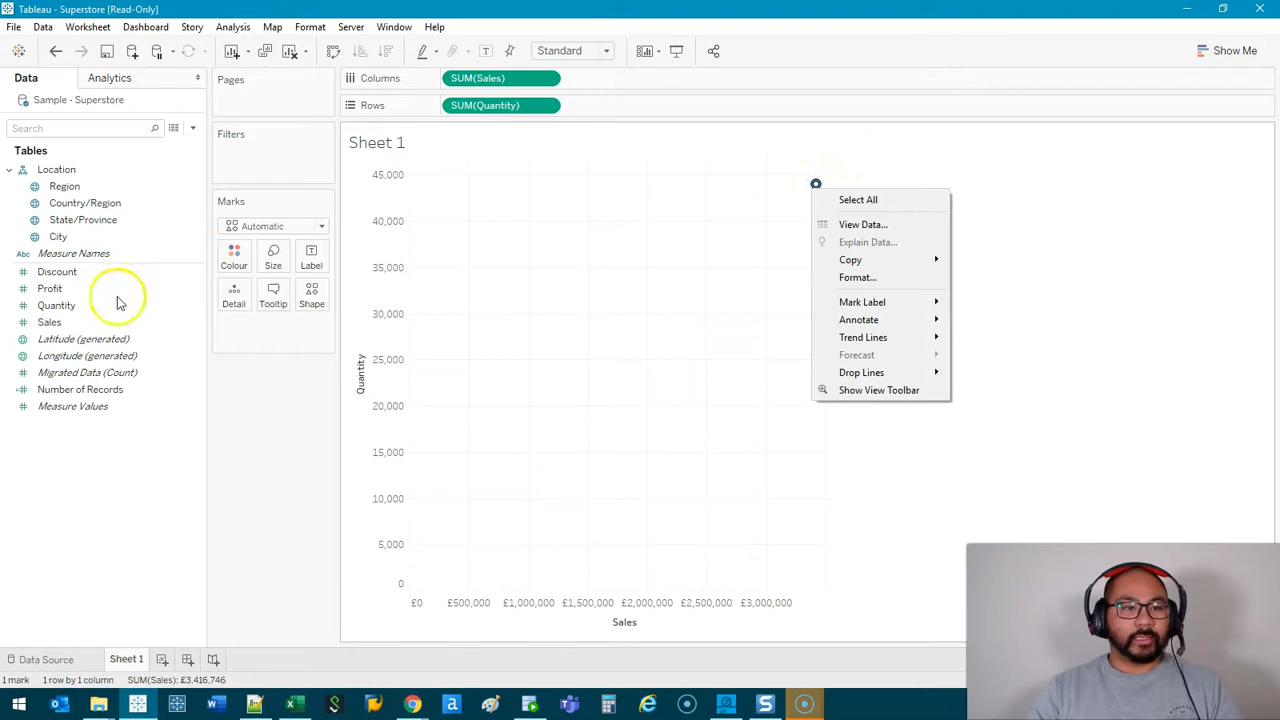 Tableau - Superstore [Read-Only]
File Data Worksheet Dashboard Story Analysis Map Format Server Window Help
Standard
Show Me
Data Analytics
Sample - Superstore
Search
Tables
Location
Region
Country/Region
State/Province
City
Abc Measure Names
Discount
Profit
Quantity
Sales
Latitude (generated)
Longitude (generated)
Migrated Data (Count)
Number of Records
Measure Values
Pages
Filters
Marks
Automatic
Colour Size Label
Detail Tooltip Shape
Columns SUM(Sales)
Rows SUM(Quantity)
Sheet 1
45,000
40,000
35,000
30,000
25,000
20,000
15,000
10,000
5,000
0
Quantity
£0 £500,000 £1,000,000 £1,500,000 £2,000,000 £2,500,000 £3,000,000
Sales
Select All
View Data...
Explain Data...
Copy
Format...
Mark Label
Annotate
Trend Lines
Forecast
Drop Lines
Show View Toolbar
Data Source Sheet 1
1 mark 1 row by 1 column SUM(Sales): £3,416,746